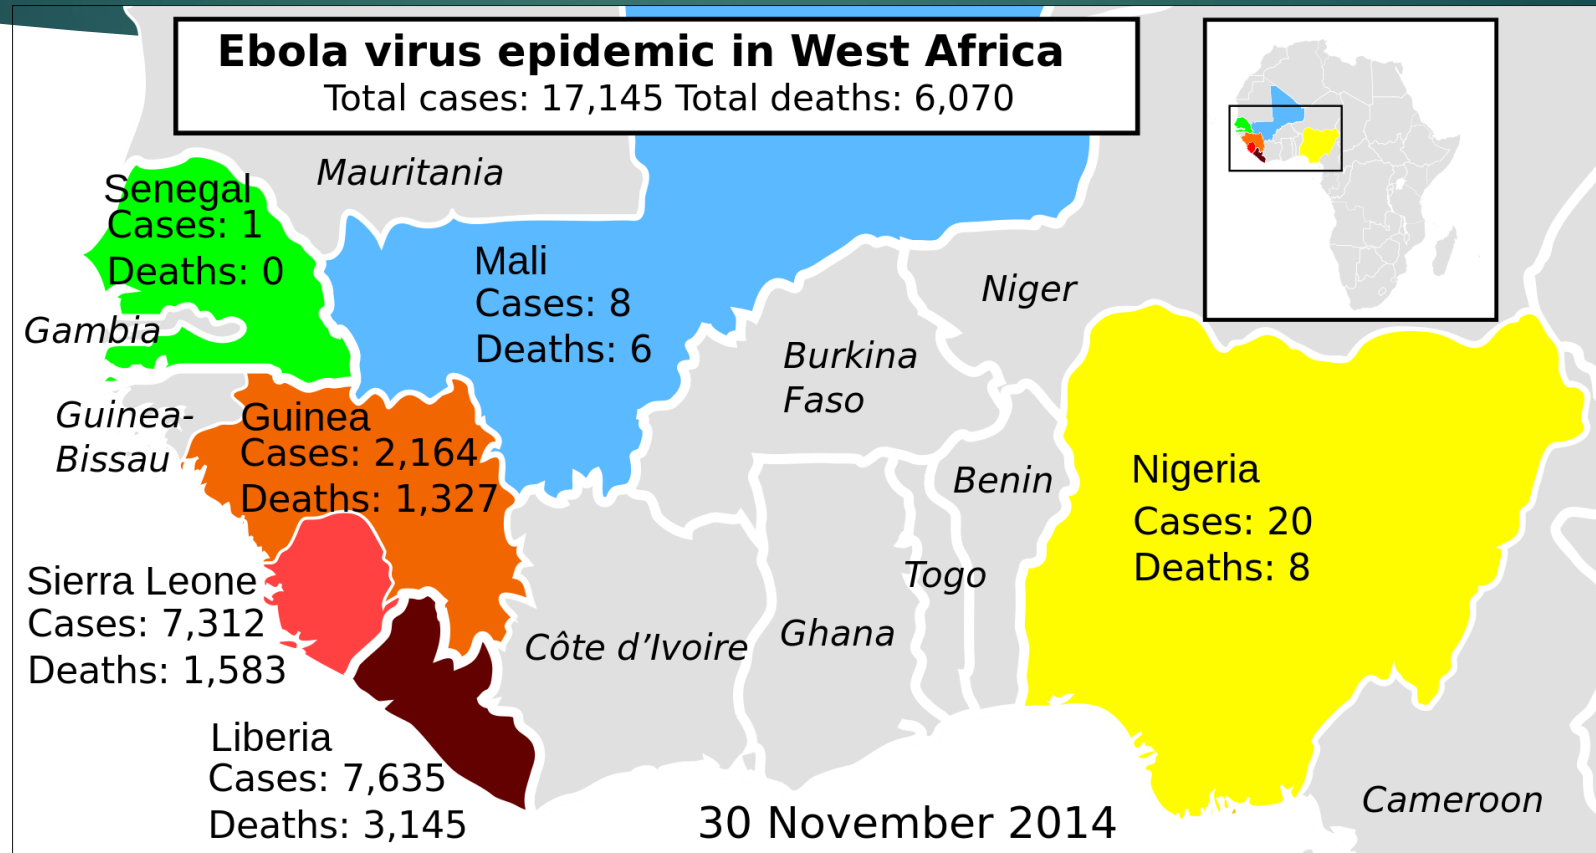 Ebola virus epidemic in West Africa
Total cases: 17,145 Total deaths: 6,070
Mauritania
Senegal
Cases: 1
Deaths: 0
Gambia
Mali
Cases: 8
Deaths: 6
Niger
Burkina
Faso
Guinea-
Bissau
Guinea
Cases: 2,164
Deaths: 1,327
Benin
Nigeria
Cases: 20
Deaths: 8
Togo
Sierra Leone
Cases: 7,312
Deaths: 1,583
Côte d’Ivoire
Ghana
Liberia
Cases: 7,635
Deaths: 3,145
30 November 2014
Cameroon